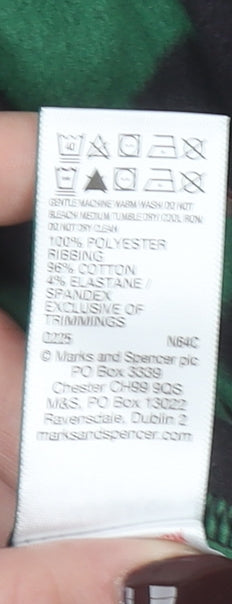 40
GENTLE MACHINE WARM WASH DO NOT
BLEACH MEDIUM TUMBLE DRY COOL IRON
DO NOT DRY CLEAN
100% POLYESTER
RIBBING
96% COTTON
4% ELASTANE /
SPANDEX
EXCLUSIVE OF
TRIMMINGS
0225 N64C
© Marks and Spencer plc
PO Box 3339
Chester CH99 9QS
M&S, PO Box 13022
Ravensdale, Dublin 2
marksandspencer.com